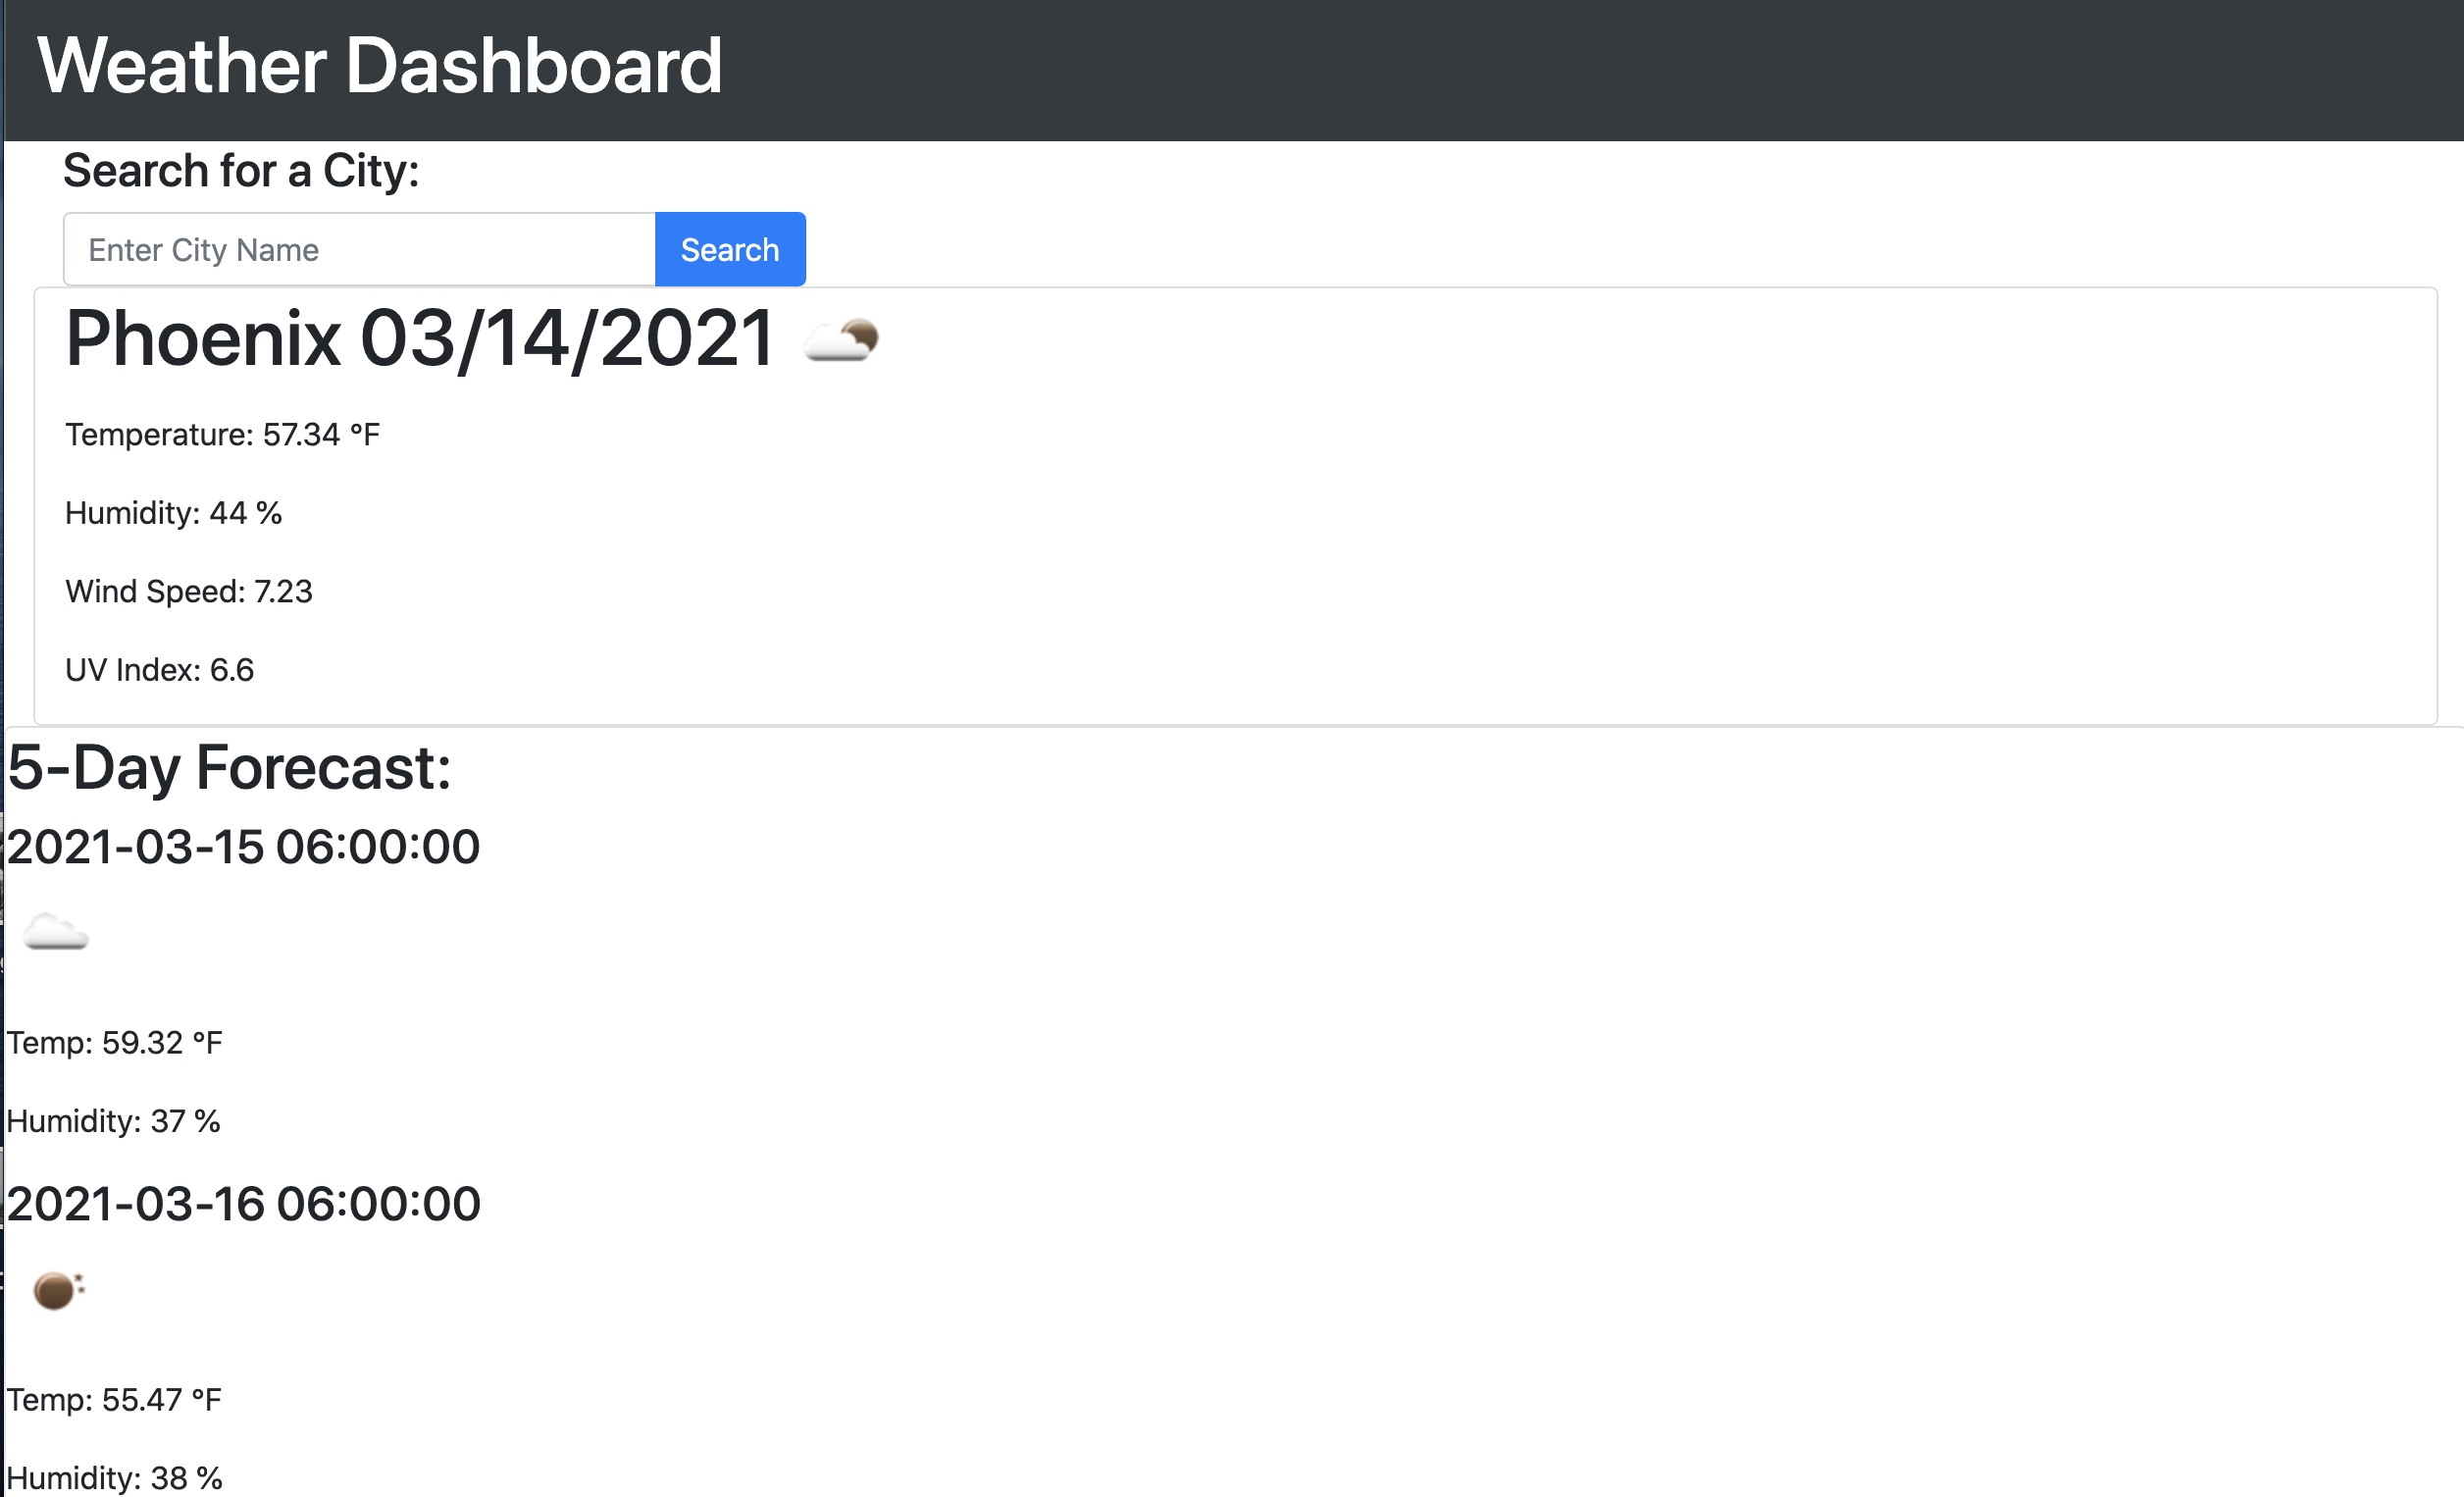 Weather Dashboard
Search for a City:
Enter City Name
Search
Phoenix 03/14/2021
Temperature: 57.34 °F
Humidity: 44 %
Wind Speed: 7.23
UV Index: 6.6
5-Day Forecast:
2021-03-15 06:00:00
Temp: 59.32 °F
Humidity: 37 %
2021-03-16 06:00:00
Temp: 55.47 °F
Humidity: 38 %